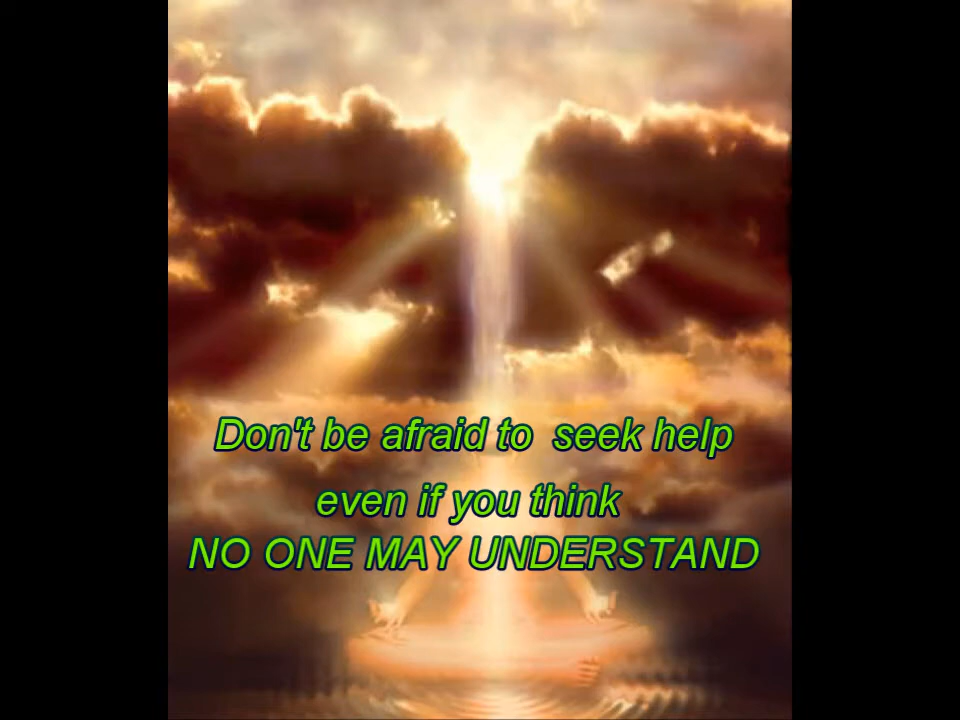 Don't be afraid to seek help
even if you think
NO ONE MAY UNDERSTAND